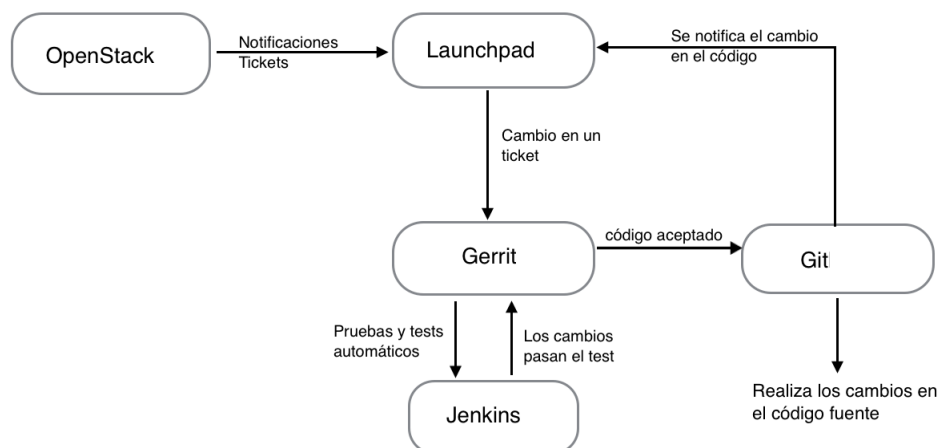 OpenStack
Notificaciones
Tickets
Launchpad
Se notifica el cambio
en el código
Cambio en un
ticket
Gerrit
código aceptado
Git
Pruebas y tests
automáticos
Los cambios
pasan el test
Jenkins
Realiza los cambios en
el código fuente